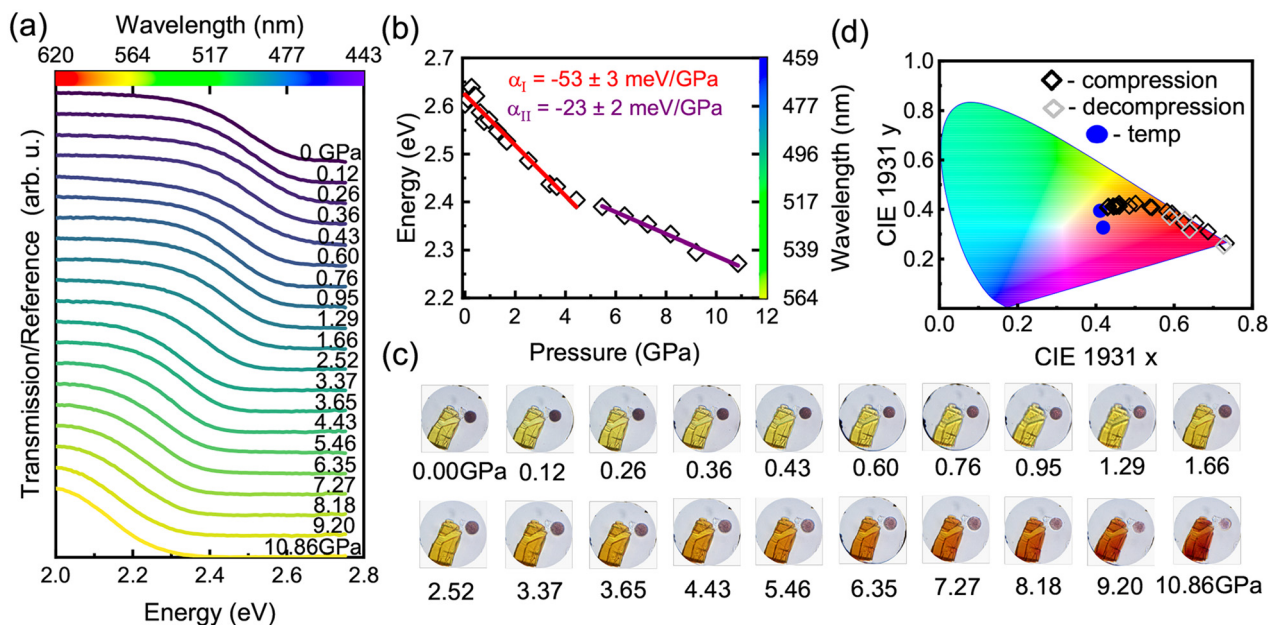 (a)
Wavelength (nm)
620 564 517 477 443
Transmission/Reference (arb. u.)
0 GPa
0.12
0.26
0.36
0.43
0.60
0.76
0.95
1.29
1.66
2.52
3.37
3.65
4.43
5.46
6.35
7.27
8.18
9.20
10.86GPa
2.0 2.2 2.4 2.6 2.8
Energy (eV)
(b)
2.7
2.6
2.5
2.4
2.3
2.2
Energy (eV)
αI = -53 ± 3 meV/GPa
αII = -23 ± 2 meV/GPa
459
477
496
517
539
564
Wavelength (nm)
0 2 4 6 8 10 12
Pressure (GPa)
(d)
1.0
0.8
0.6
0.4
0.2
CIE 1931 y
- compression
- decompression
- temp
0.0 0.2 0.4 0.6 0.8
CIE 1931 x
(c)
0.00GPa 0.12 0.26 0.36 0.43 0.60 0.76 0.95 1.29 1.66
2.52 3.37 3.65 4.43 5.46 6.35 7.27 8.18 9.20 10.86GPa